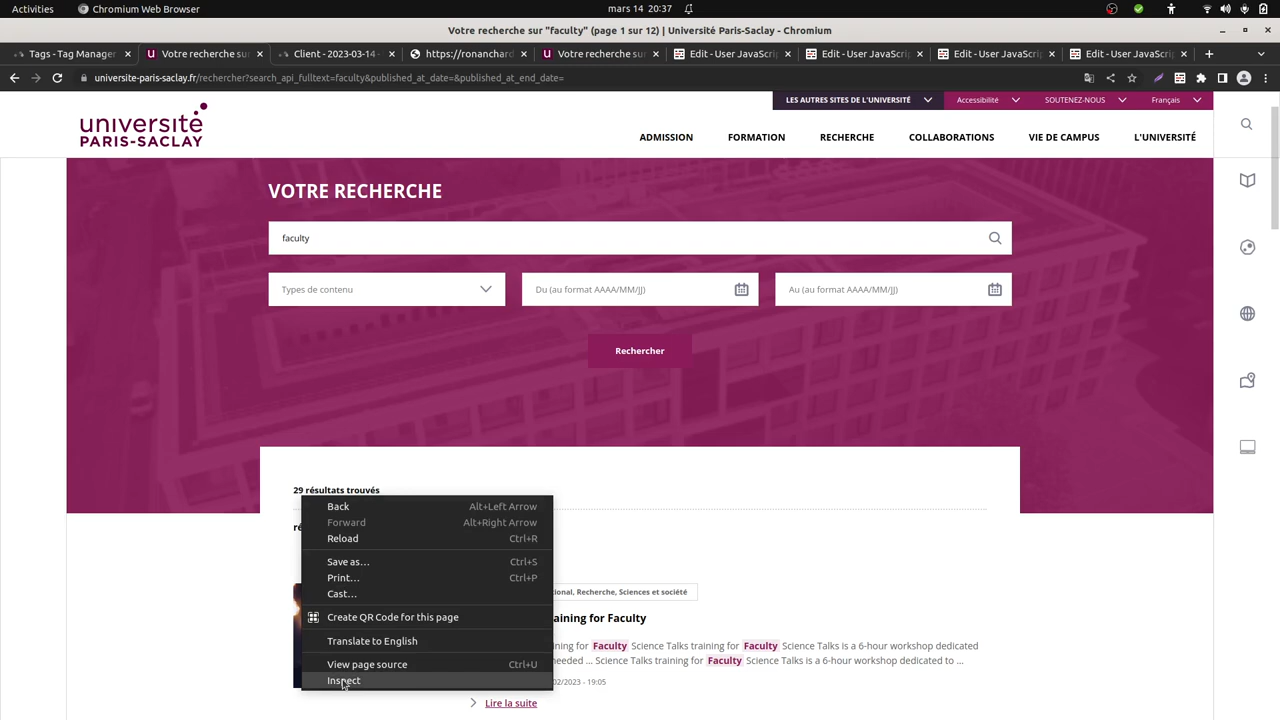 Activities
Chromium Web Browser
mars 14 20:37
Votre recherche sur "faculty" (page 1 sur 12) | Université Paris-Saclay - Chromium
Tags - Tag Manager
Votre recherche su
Client - 2023-03-14 -
https://ronanchard
Votre recherche su
Edit - User JavaScri
Edit - User JavaScri
Edit - User JavaScri
Edit - User JavaScri
universite-paris-saclay.fr/rechercher?search_api_fulltext=faculty&published_at_date=&published_at_end_date=
LES AUTRES SITES DE L'UNIVERSITÉ
Accessibilité
SOUTENEZ-NOUS
Français
université
PARIS-SACLAY
ADMISSION
FORMATION
RECHERCHE
COLLABORATIONS
VIE DE CAMPUS
L'UNIVERSITÉ
VOTRE RECHERCHE
faculty
Types de contenu
Du (au format AAAA/MM/JJ)
Au (au format AAAA/MM/JJ)
Rechercher
29 résultats trouvés
Back Alt+Left Arrow
Forward Alt+Right Arrow
Reload Ctrl+R
Save as… Ctrl+S
Print… Ctrl+P
Cast…
Create QR Code for this page
Translate to English
View page source Ctrl+U
Inspect
ional, Recherche, Sciences et société
aining for Faculty
ning for Faculty Science Talks training for Faculty Science Talks is a 6-hour workshop dedicated
needed ... Science Talks training for Faculty Science Talks is a 6-hour workshop dedicated to ...
02/2023 - 19:05
Lire la suite